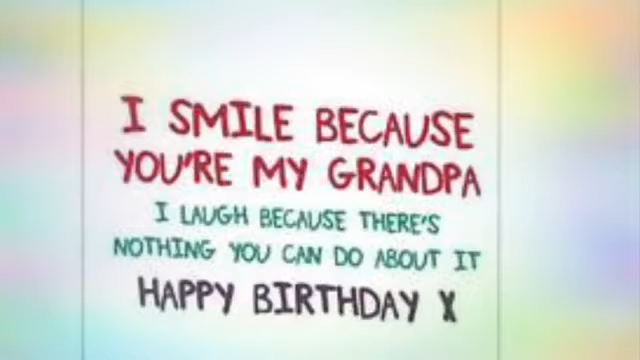 I SMILE BECAUSE
YOU'RE MY GRANDPA
I LAUGH BECAUSE THERE'S
NOTHING YOU CAN DO ABOUT IT
HAPPY BIRTHDAY X